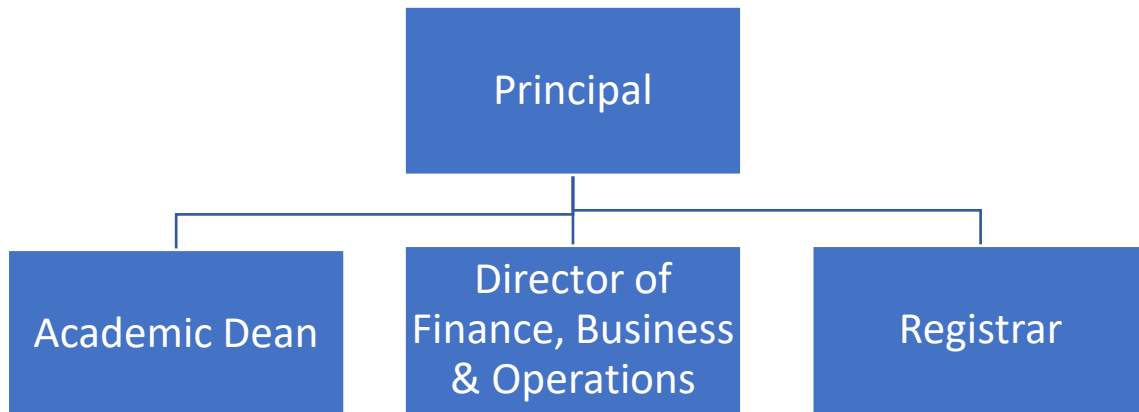 Principal
Academic Dean
Director of
Finance, Business
& Operations
Registrar